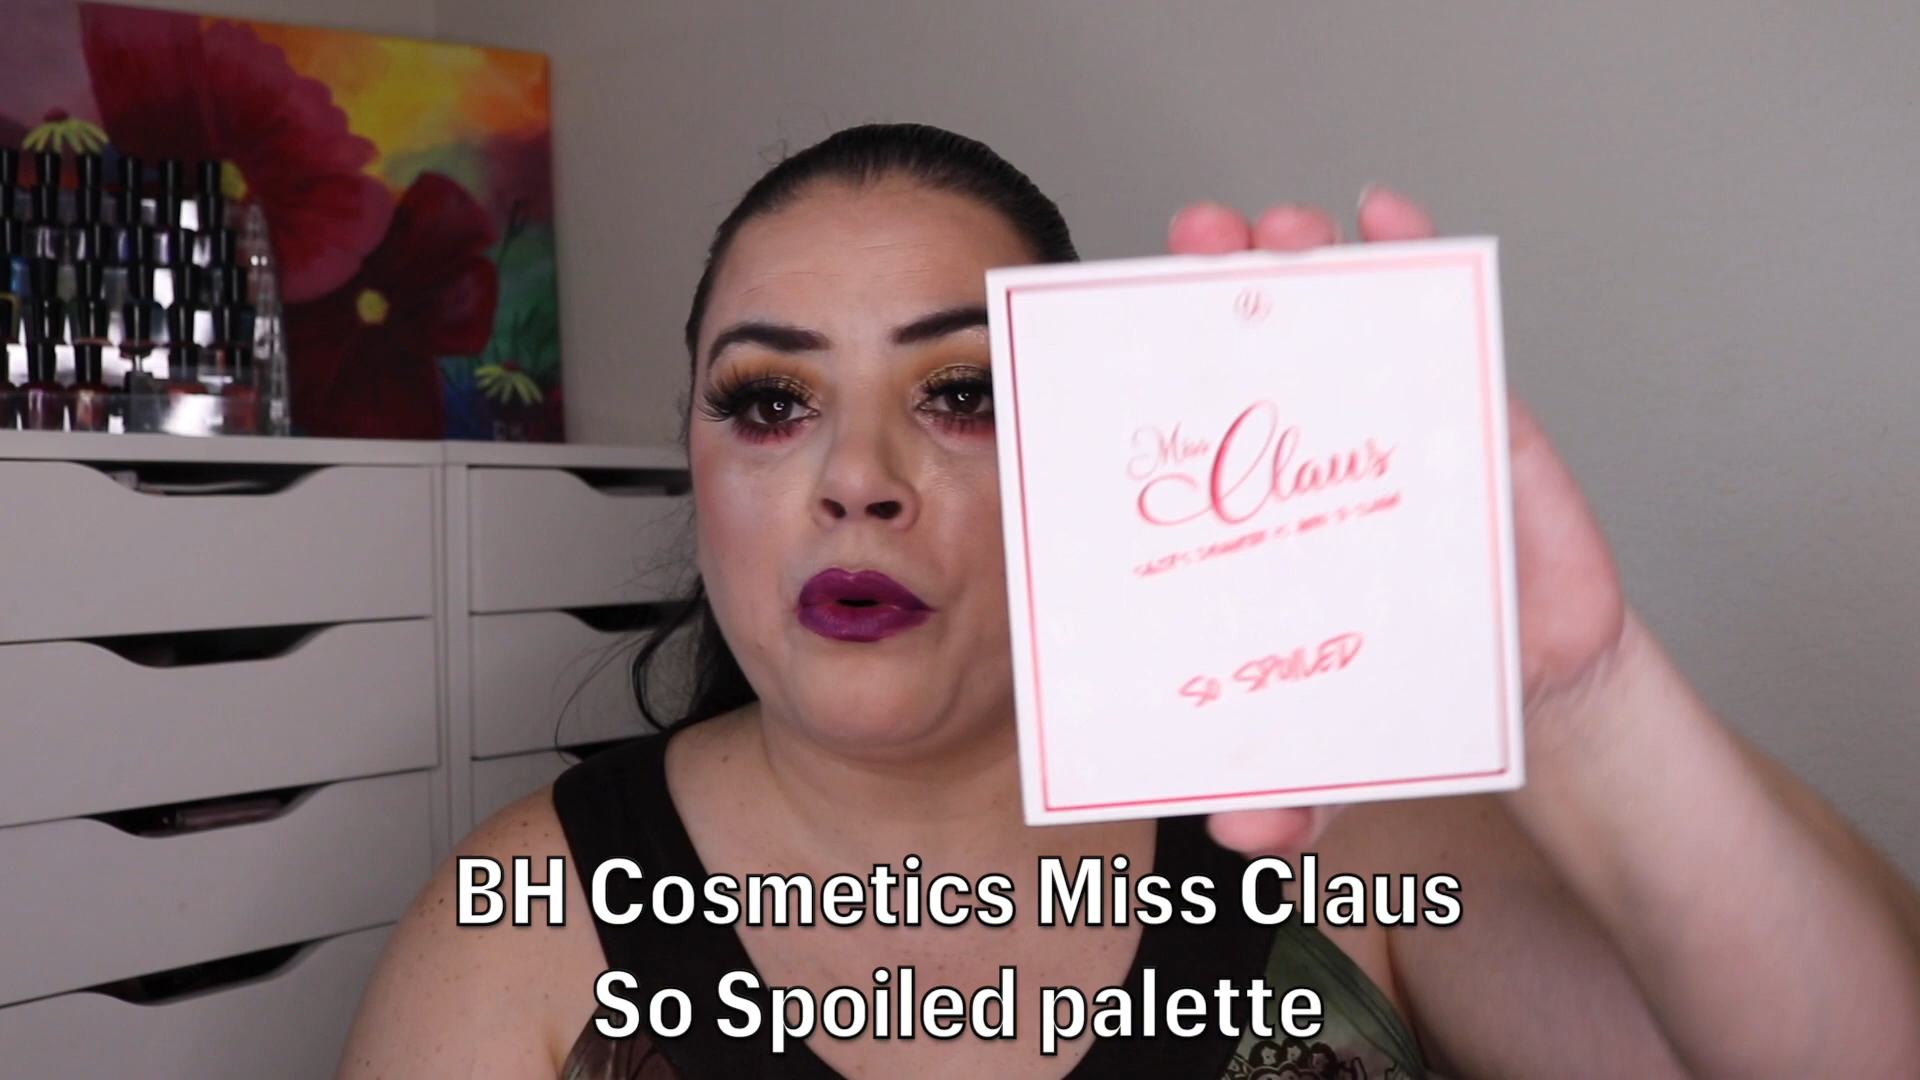 Miss Claus
SO SPOILED
BH Cosmetics Miss Claus
So Spoiled palette